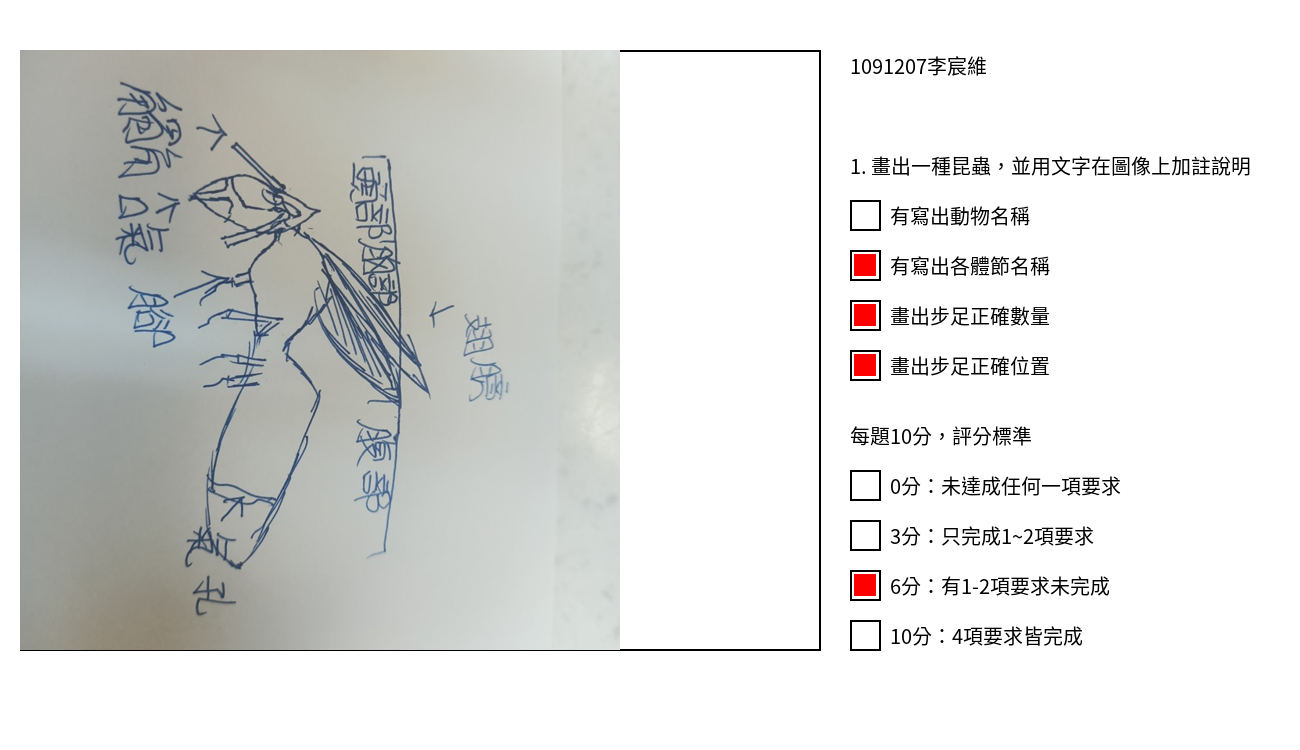 觸角
口氣
腳
頭部
胸部
翅膀
腹部
氣孔
1091207李宸維
1. 畫出一種昆蟲，並用文字在圖像上加註說明
有寫出動物名稱
有寫出各體節名稱
畫出步足正確數量
畫出步足正確位置
每題10分，評分標準
0分：未達成任何一項要求
3分：只完成1~2項要求
6分：有1-2項要求未完成
10分：4項要求皆完成